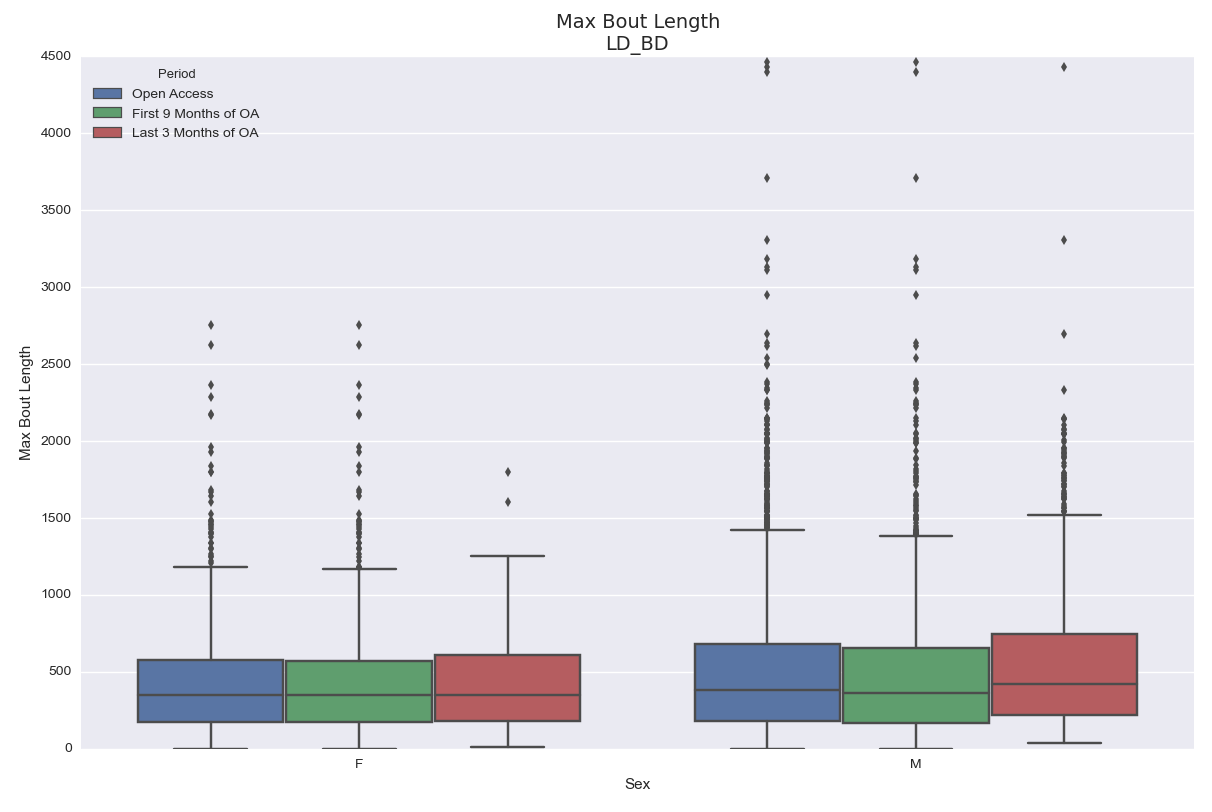 Max Bout Length
LD_BD
4500
4000
3500
3000
2500
2000
1500
1000
500
0
Max Bout Length
Period
Open Access
First 9 Months of OA
Last 3 Months of OA
F
M
Sex